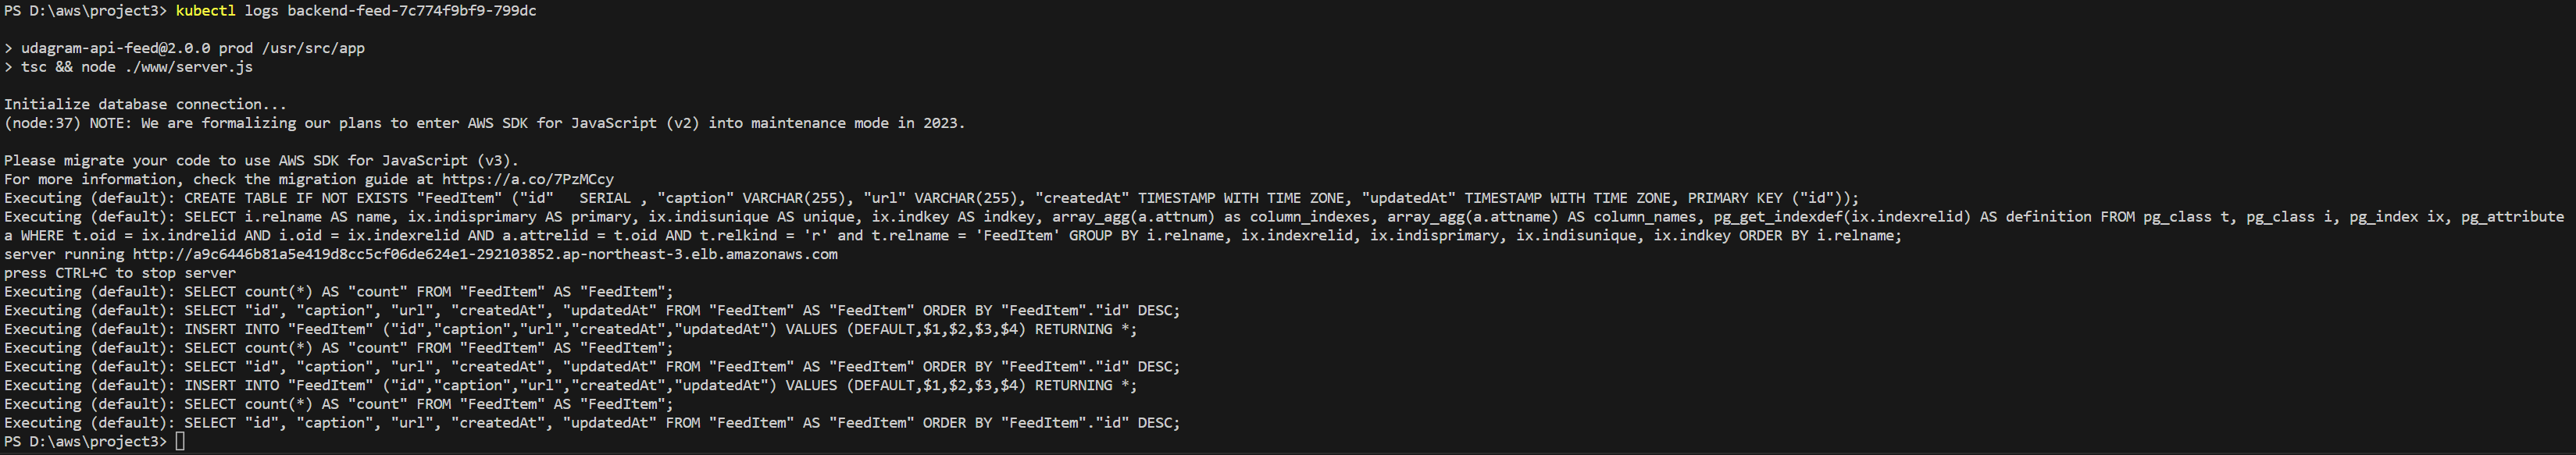 PS D:\aws\project3> kubectl logs backend-feed-7c774f9bf9-799dc
> udagram-api-feed@2.0.0 prod /usr/src/app
> tsc && node ./www/server.js
Initialize database connection...
(node:37) NOTE: We are formalizing our plans to enter AWS SDK for JavaScript (v2) into maintenance mode in 2023.
Please migrate your code to use AWS SDK for JavaScript (v3).
For more information, check the migration guide at https://a.co/7PzMCcy
Executing (default): CREATE TABLE IF NOT EXISTS "FeedItem" ("id"   SERIAL , "caption" VARCHAR(255), "url" VARCHAR(255), "createdAt" TIMESTAMP WITH TIME ZONE, "updatedAt" TIMESTAMP WITH TIME ZONE, PRIMARY KEY ("id"));
Executing (default): SELECT i.relname AS name, ix.indisprimary AS primary, ix.indisunique AS unique, ix.indkey AS indkey, array_agg(a.attnum) as column_indexes, array_agg(a.attname) AS column_names, pg_get_indexdef(ix.indexrelid) AS definition FROM pg_class t, pg_class i, pg_index ix, pg_attribute
a WHERE t.oid = ix.indrelid AND i.oid = ix.indexrelid AND a.attrelid = t.oid AND t.relkind = 'r' and t.relname = 'FeedItem' GROUP BY i.relname, ix.indexrelid, ix.indisprimary, ix.indisunique, ix.indkey ORDER BY i.relname;
server running http://a9c6446b81a5e419d8cc5cf06de624e1-292103852.ap-northeast-3.elb.amazonaws.com
press CTRL+C to stop server
Executing (default): SELECT count(*) AS "count" FROM "FeedItem" AS "FeedItem";
Executing (default): SELECT "id", "caption", "url", "createdAt", "updatedAt" FROM "FeedItem" AS "FeedItem" ORDER BY "FeedItem"."id" DESC;
Executing (default): INSERT INTO "FeedItem" ("id","caption","url","createdAt","updatedAt") VALUES (DEFAULT,$1,$2,$3,$4) RETURNING *;
Executing (default): SELECT count(*) AS "count" FROM "FeedItem" AS "FeedItem";
Executing (default): SELECT "id", "caption", "url", "createdAt", "updatedAt" FROM "FeedItem" AS "FeedItem" ORDER BY "FeedItem"."id" DESC;
Executing (default): INSERT INTO "FeedItem" ("id","caption","url","createdAt","updatedAt") VALUES (DEFAULT,$1,$2,$3,$4) RETURNING *;
Executing (default): SELECT count(*) AS "count" FROM "FeedItem" AS "FeedItem";
Executing (default): SELECT "id", "caption", "url", "createdAt", "updatedAt" FROM "FeedItem" AS "FeedItem" ORDER BY "FeedItem"."id" DESC;
PS D:\aws\project3>